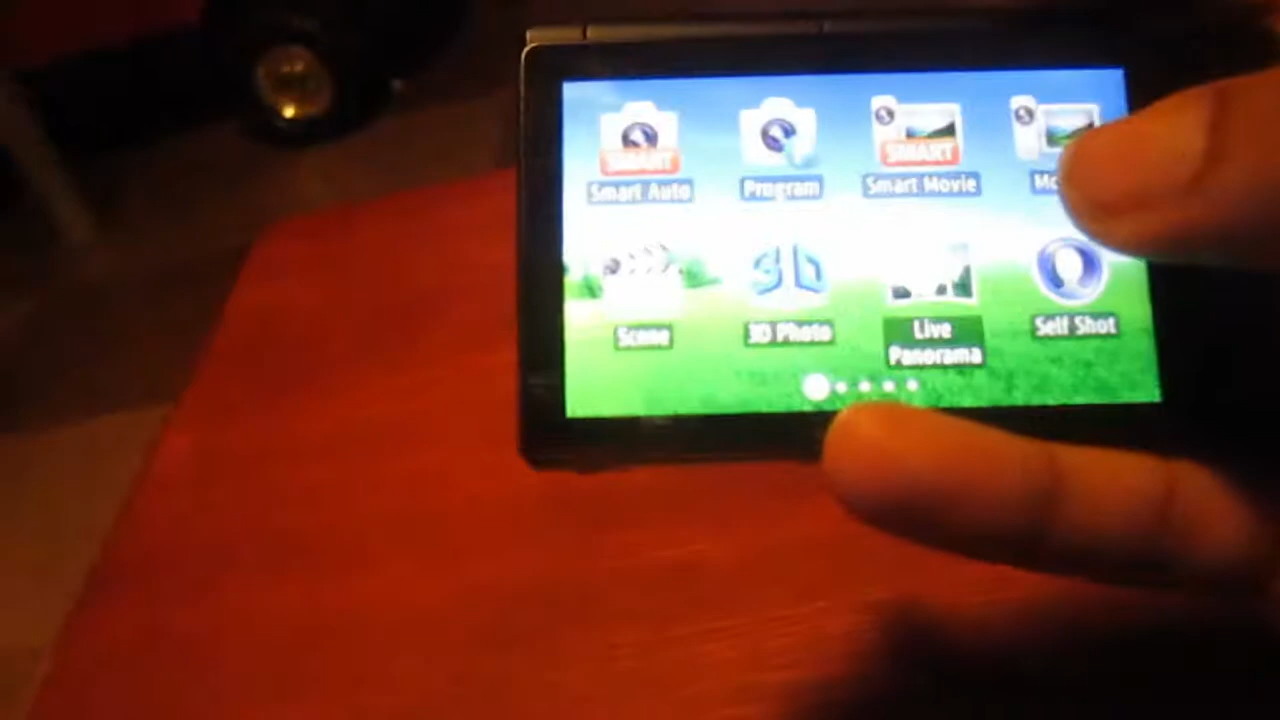 SMART
SMART
Smart Auto
Program
Smart Movie
Scene
3D
3D Photo
Live
Panorama
Self Shot